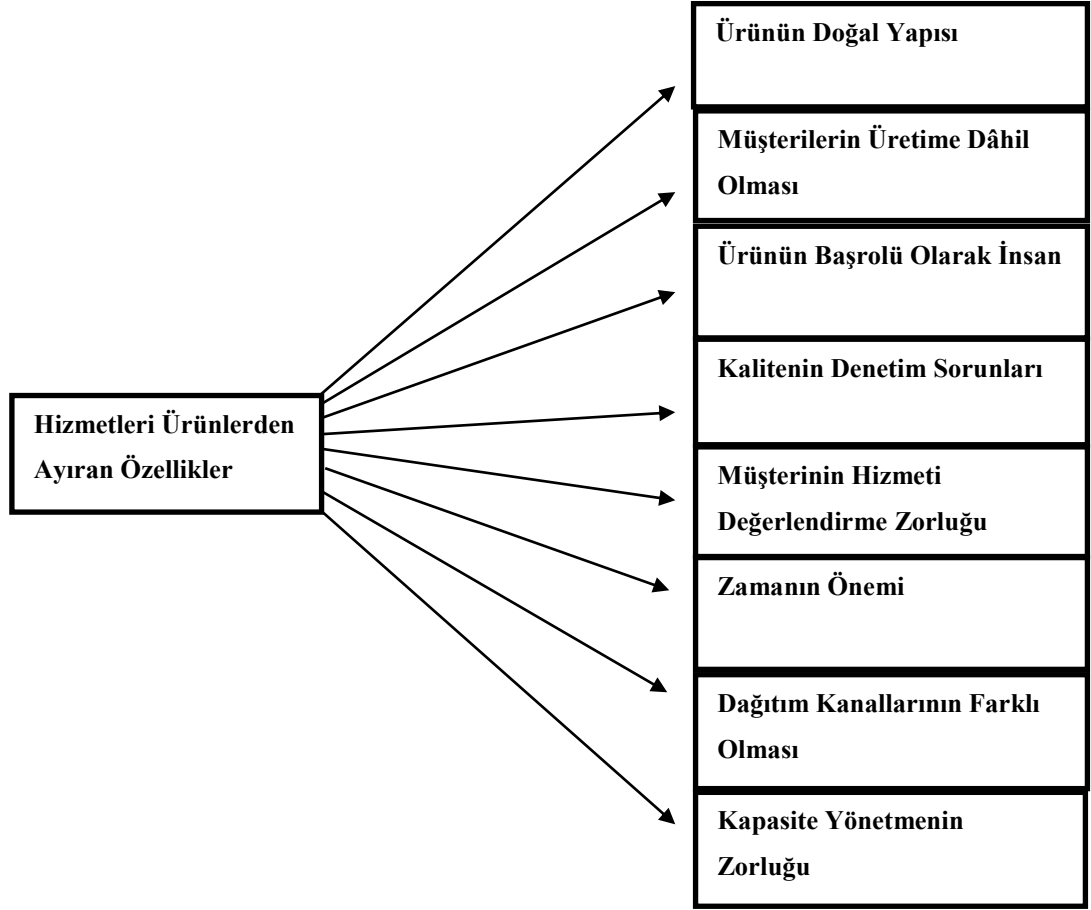 Hizmetleri Ürünlerden
Ayıran Özellikler
Ürünün Doğal Yapısı
Müşterilerin Üretime Dâhil
Olması
Ürünün Başrolü Olarak İnsan
Kalitenin Denetim Sorunları
Müşterinin Hizmeti
Değerlendirme Zorluğu
Zamanın Önemi
Dağıtım Kanallarının Farklı
Olması
Kapasite Yönetmenin
Zorluğu